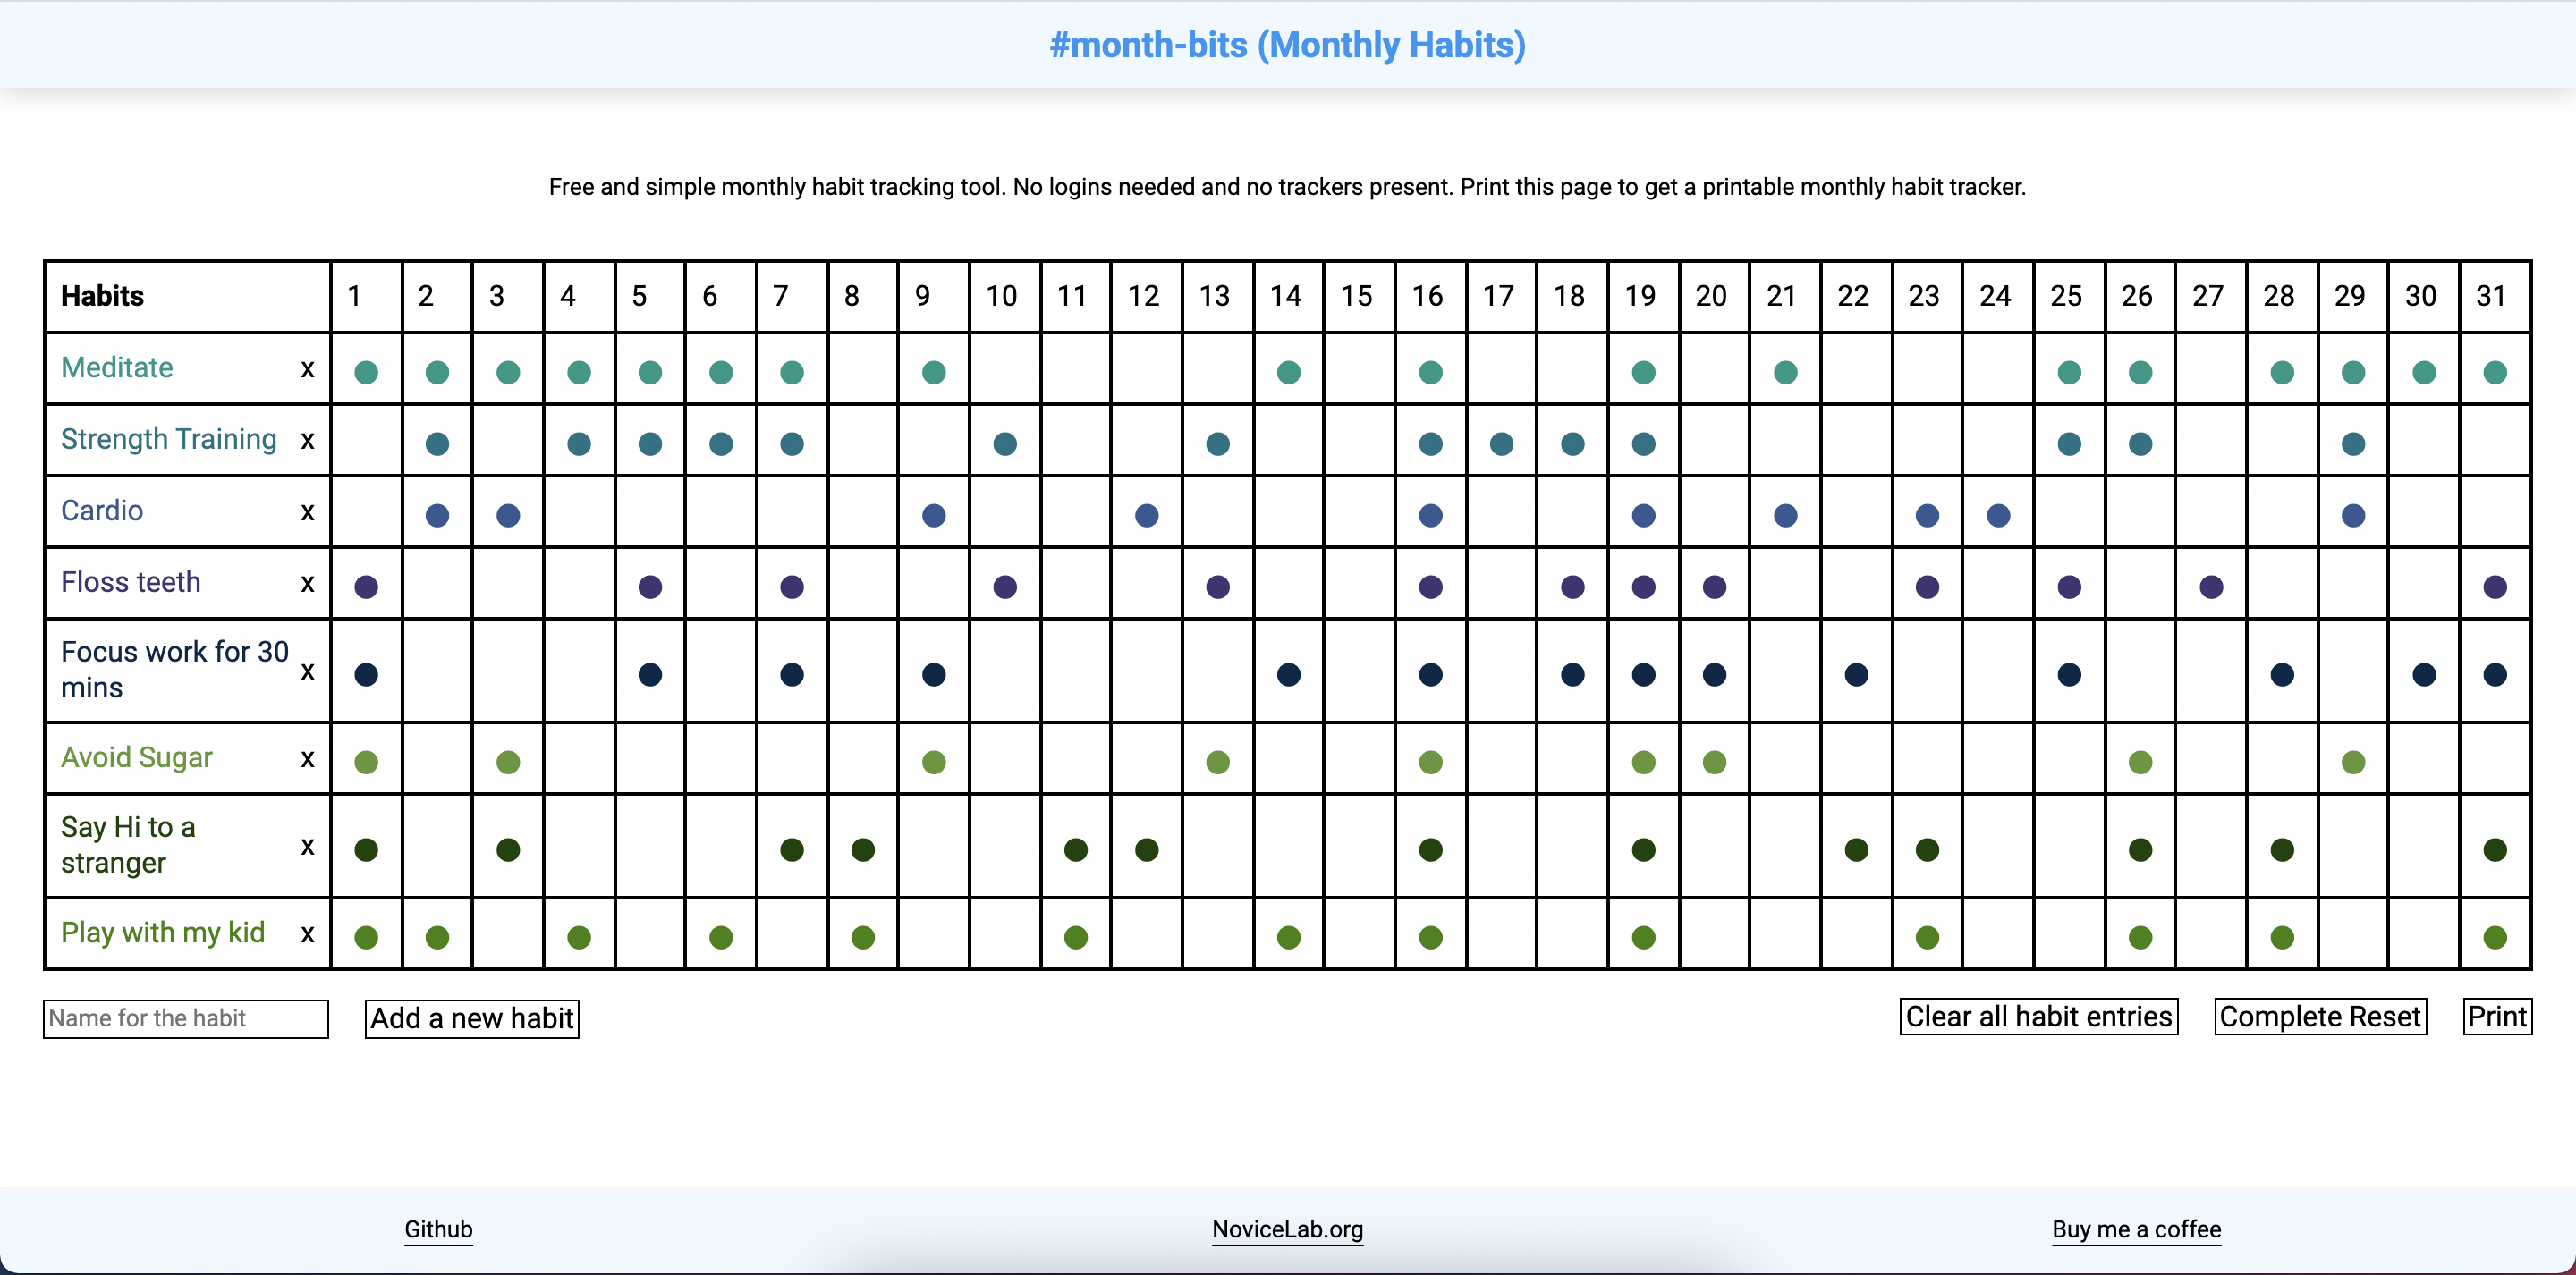 #month-bits (Monthly Habits)
Free and simple monthly habit tracking tool. No logins needed and no trackers present. Print this page to get a printable monthly habit tracker.
Habits 1 2 3 4 5 6 7 8 9 10 11 12 13 14 15 16 17 18 19 20 21 22 23 24 25 26 27 28 29 30 31
Meditate x
Strength Training x
Cardio x
Floss teeth x
Focus work for 30
mins x
Avoid Sugar x
Say Hi to a
stranger x
Play with my kid x
Name for the habit Add a new habit Clear all habit entries Complete Reset Print
Github NoviceLab.org Buy me a coffee